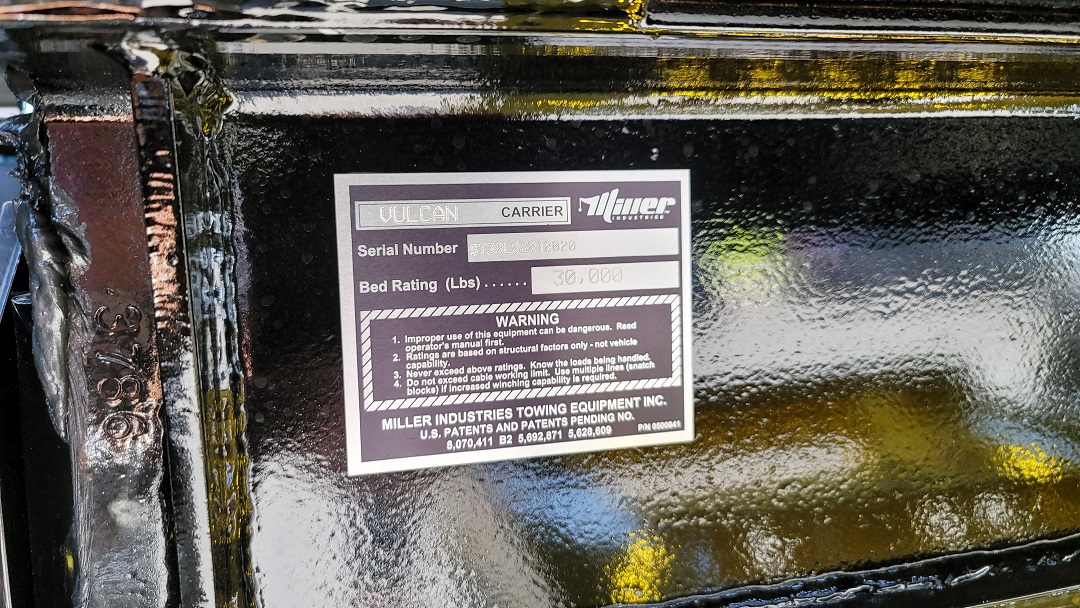 VULCAN CARRIER Miller INDUSTRIES
Serial Number
Bed Rating (Lbs) ...... 30,000
WARNING
1. Improper use of this equipment can be dangerous. Read
operator's manual first.
2. Ratings are based on structural factors only - not vehicle
capability.
3. Never exceed above ratings. Know the loads being handled.
4. Do not exceed cable working limit. Use multiple lines (snatch
blocks) if increased winching capability is required.
MILLER INDUSTRIES TOWING EQUIPMENT INC.
U.S. PATENTS AND PATENTS PENDING NO.
8,070,411 B2 5,692,871 5,628,609 P/N 0500841